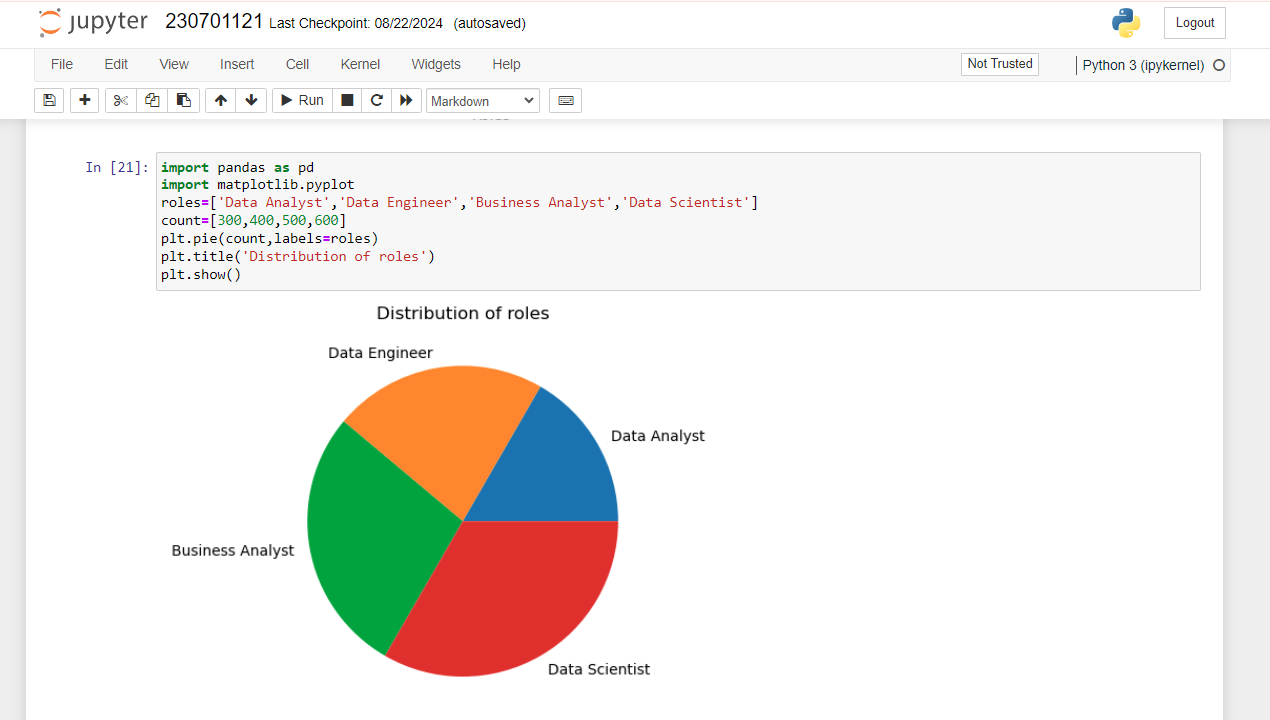 jupyter 230701121 Last Checkpoint: 08/22/2024 (autosaved)
Logout
File Edit View Insert Cell Kernel Widgets Help
Not Trusted
Python 3 (ipykernel)
Run
Markdown
In [21]:
import pandas as pd
import matplotlib.pyplot
roles=['Data Analyst','Data Engineer','Business Analyst','Data Scientist']
count=[300,400,500,600]
plt.pie(count,labels=roles)
plt.title('Distribution of roles')
plt.show()
Distribution of roles
Data Engineer
Data Analyst
Business Analyst
Data Scientist